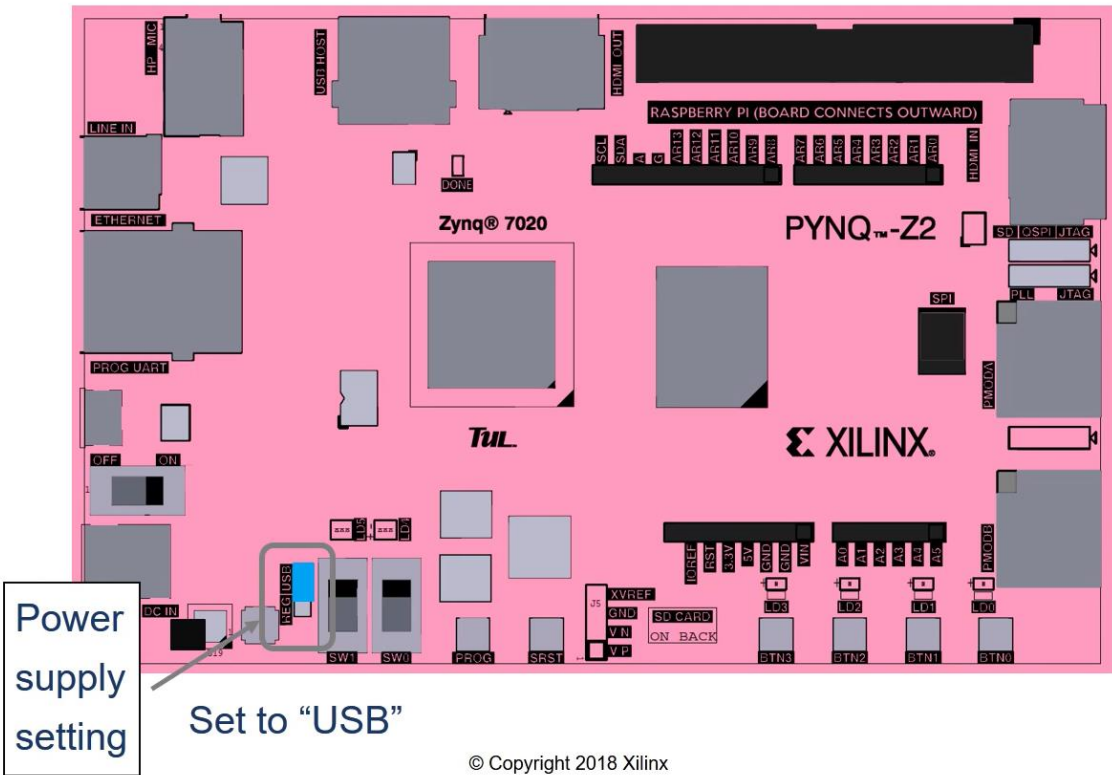 HP MIC
USB HOST
HDMI OUT
RASPBERRY PI (BOARD CONNECTS OUTWARD)
LINE IN
SCL SDA A G AR13 AR12 AR11 AR10 AR9 AR8 AR7 AR6 AR5 AR4 AR3 AR2 AR1 AR0
HDMI IN
DONE
ETHERNET
Zynq® 7020
PYNQ™-Z2
SD QSPI JTAG
PLL JTAG
SPI
PROG UART
PMODA
TUL
XILINX®
OFF ON
1
LD5
IOREF RST 3.3V 5V GND GND VIN A0 A1 A2 A3 A4 A5
PMODB
REG USB
DC IN
J5
XVREF
GND
V N
V P
SD CARD
ON BACK
LD3 LD2 LD1 LD0
SW1 SW0 PROG SRST
BTN3 BTN2 BTN1 BTN0
Power
supply
setting
Set to “USB”
© Copyright 2018 Xilinx